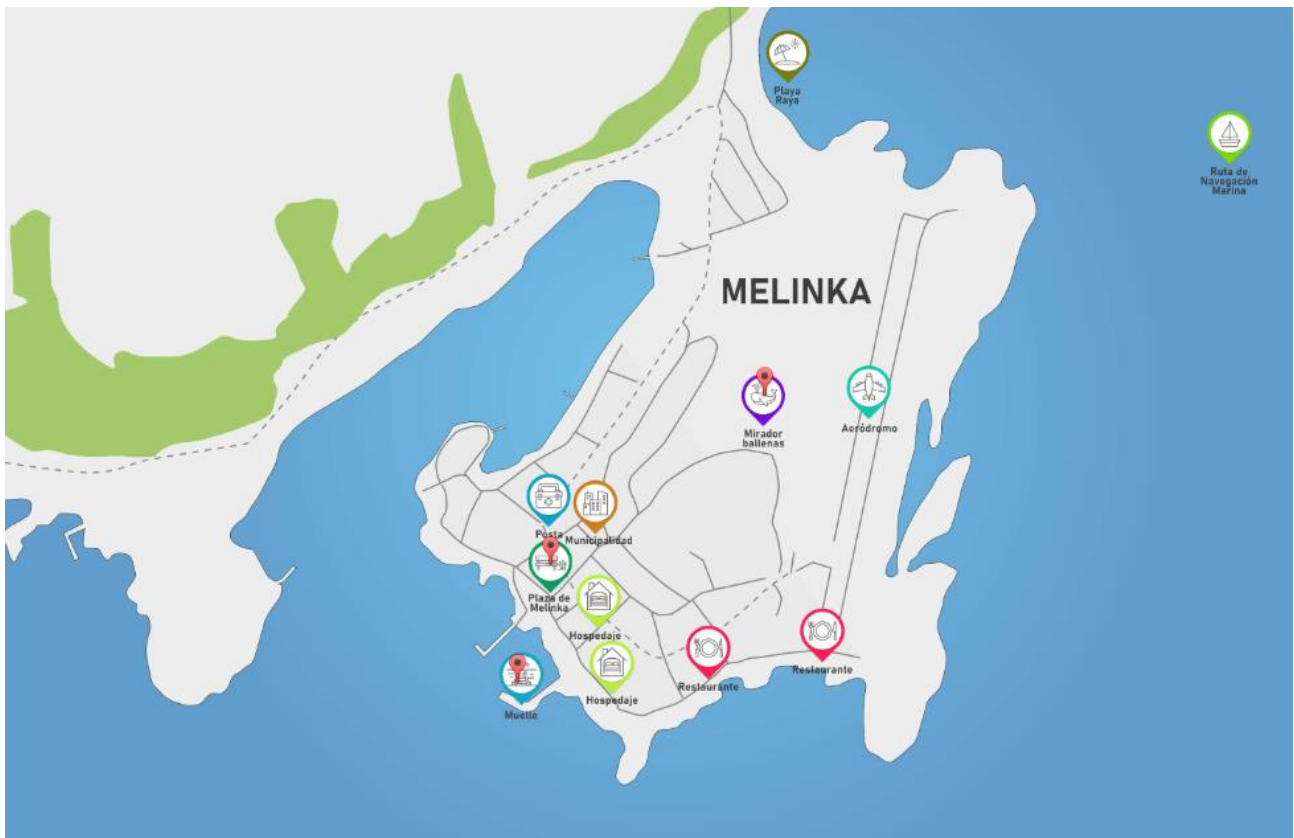 Playa
Raya
Ruta de
Navegación
Marina
MELINKA
Mirador
ballenas
Aeródromo
Posta
Municipalidad
Plaza de
Melinka
Hospedaje
Hospedaje
Restaurante
Restaurante
Muelle